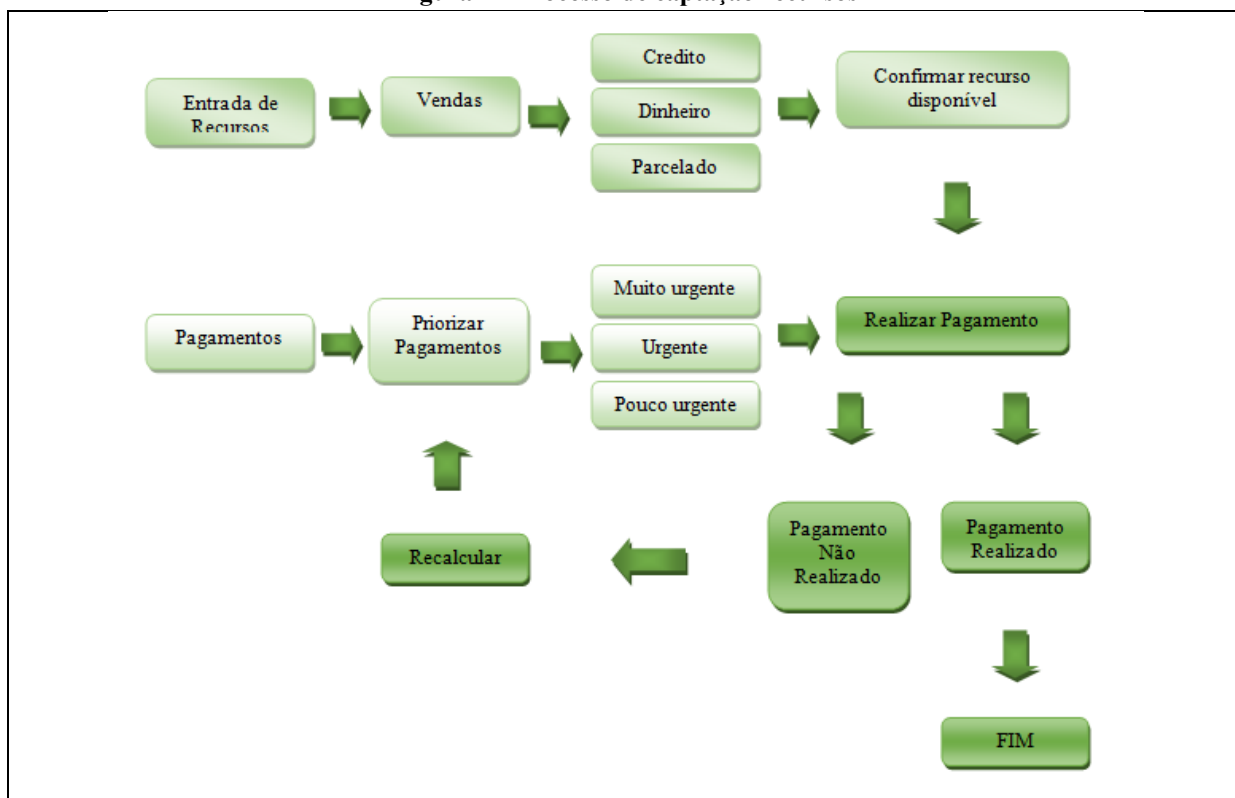 Entrada de
Recursos
Vendas
Credito
Dinheiro
Parcelado
Confirmar recurso
disponível
Pagamentos
Priorizar
Pagamentos
Muito urgente
Urgente
Pouco urgente
Realizar Pagamento
Recalcular
Pagamento
Não
Realizado
Pagamento
Realizado
FIM